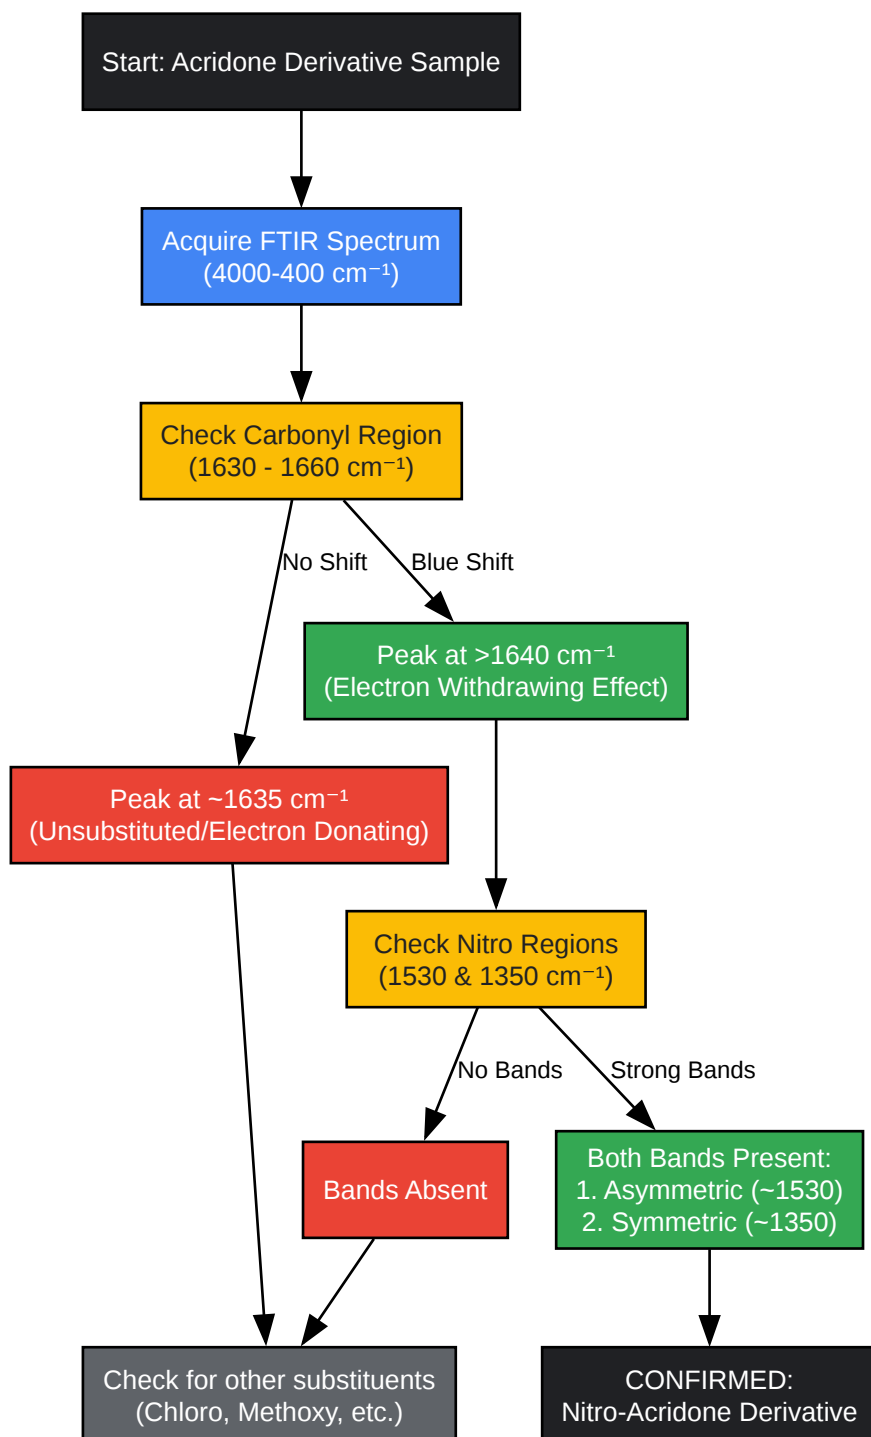 Start: Acridone Derivative Sample
Acquire FTIR Spectrum
(4000-400 cm⁻¹)
Check Carbonyl Region
(1630 - 1660 cm⁻¹)
No Shift
Blue Shift
Peak at >1640 cm⁻¹
(Electron Withdrawing Effect)
Peak at ~1635 cm⁻¹
(Unsubstituted/Electron Donating)
Check Nitro Regions
(1530 & 1350 cm⁻¹)
No Bands
Strong Bands
Bands Absent
Both Bands Present:
1. Asymmetric (~1530)
2. Symmetric (~1350)
Check for other substituents
(Chloro, Methoxy, etc.)
CONFIRMED:
Nitro-Acridone Derivative